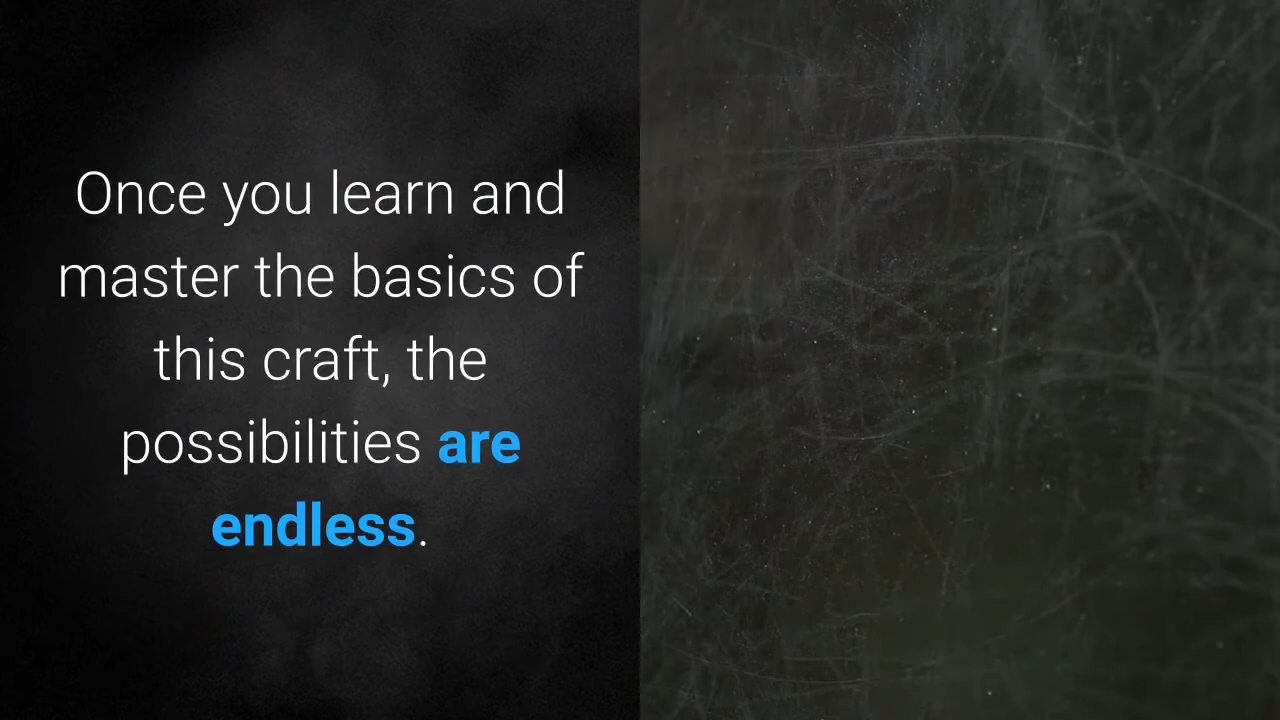 Once you learn and
master the basics of
this craft, the
possibilities are
endless.